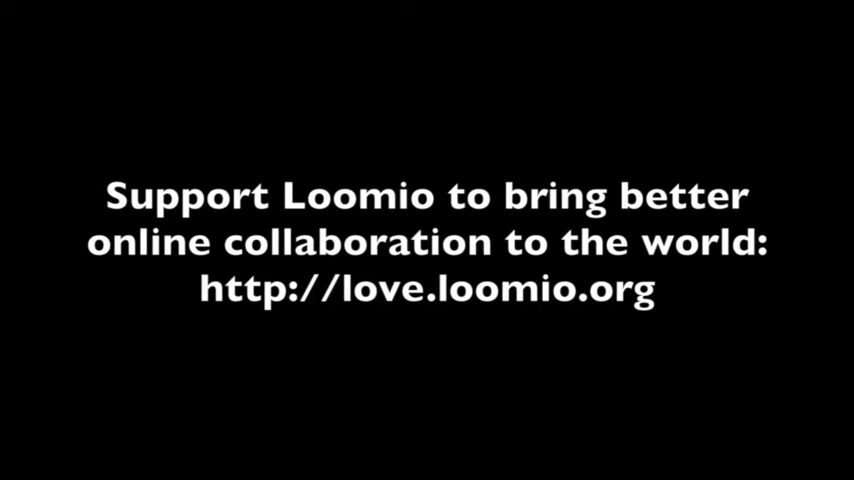 Support Loomio to bring better
online collaboration to the world:
http://love.loomio.org